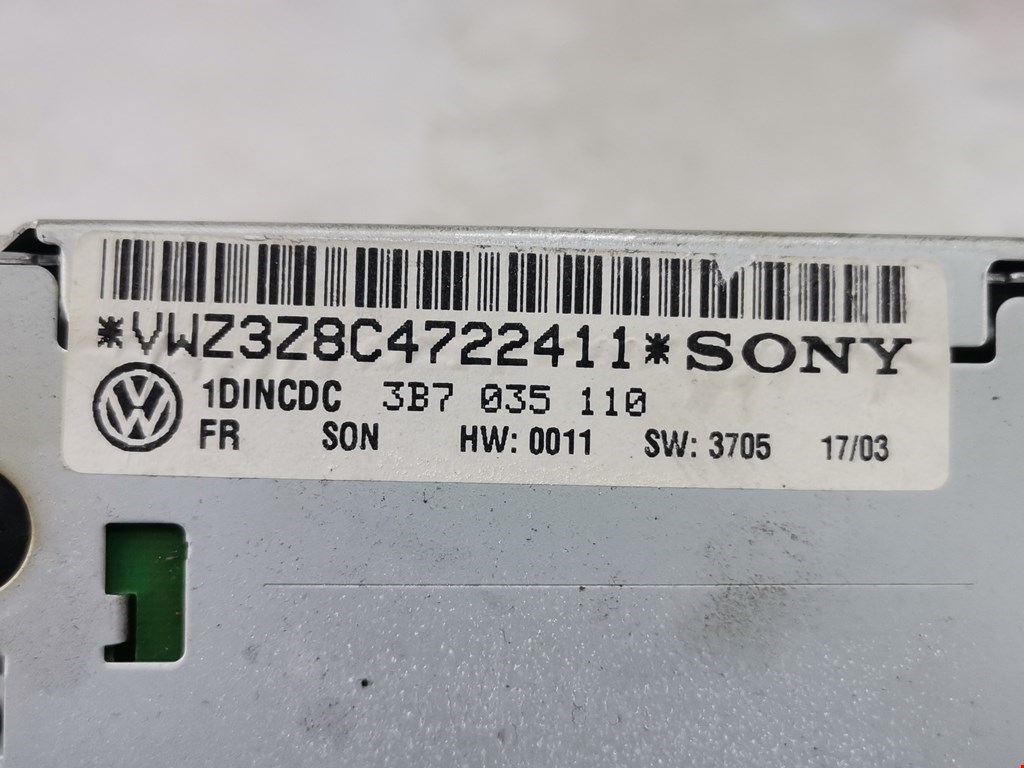 *VWZ3Z8C4722411* SONY
1DINCDC 3B7 035 110
FR SON HW: 0011 SW: 3705 17/03